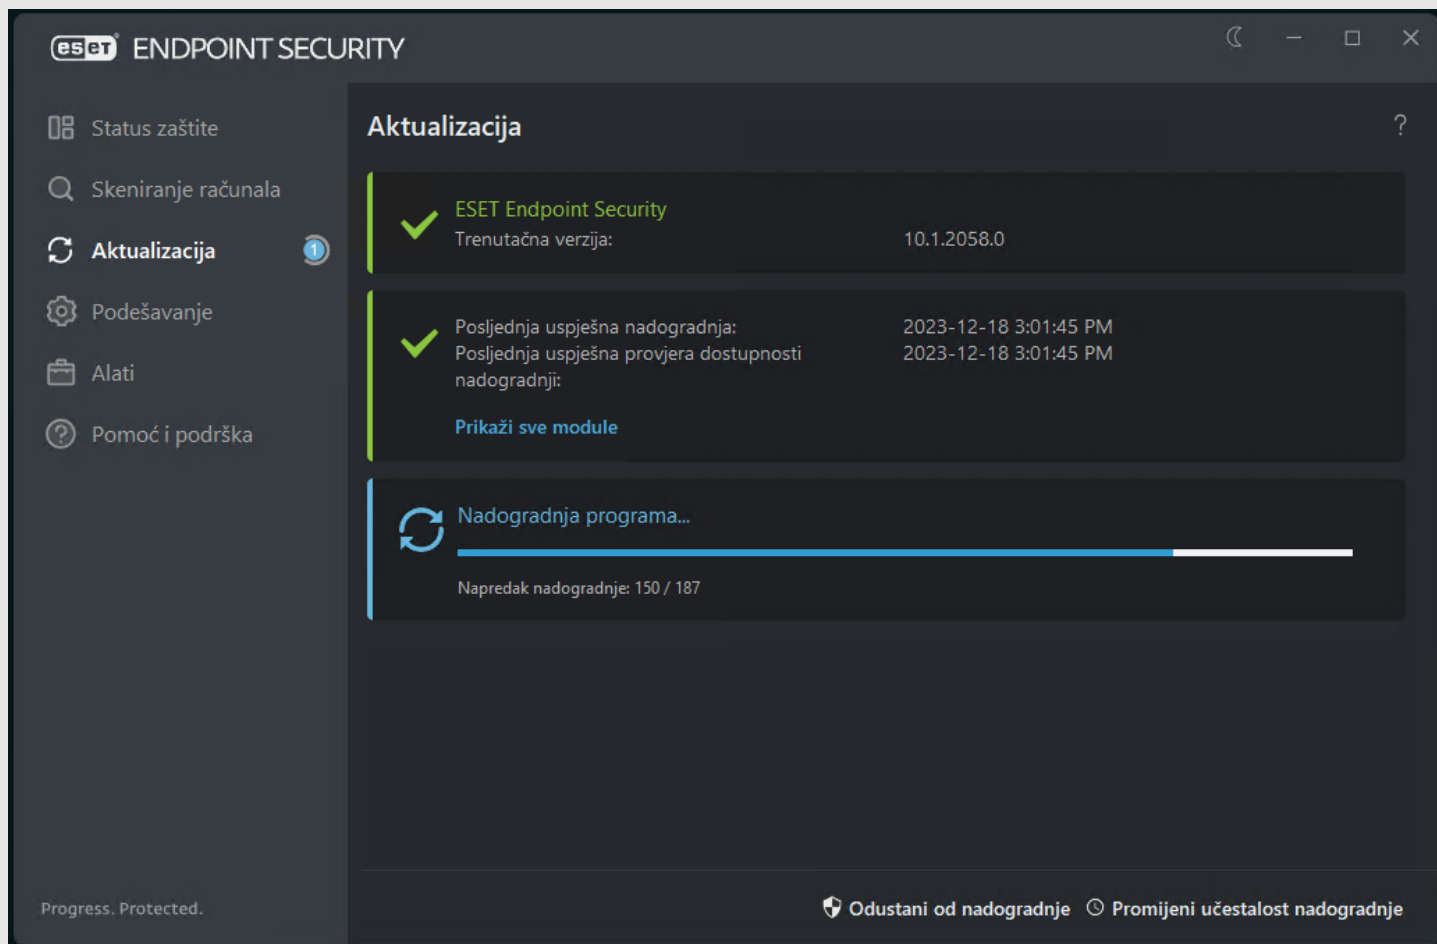 eset ENDPOINT SECURITY
Status zaštite
Skeniranje računala
Aktualizacija
1
Podešavanje
Alati
Pomoć i podrška
Progress. Protected.
Aktualizacija
?
ESET Endpoint Security
Trenutačna verzija: 10.1.2058.0
Posljednja uspješna nadogradnja: 2023-12-18 3:01:45 PM
Posljednja uspješna provjera dostupnosti 2023-12-18 3:01:45 PM
nadogradnji:
Prikaži sve module
Nadogradnja programa...
Napredak nadogradnje: 150 / 187
Odustani od nadogradnje Promijeni učestalost nadogradnje